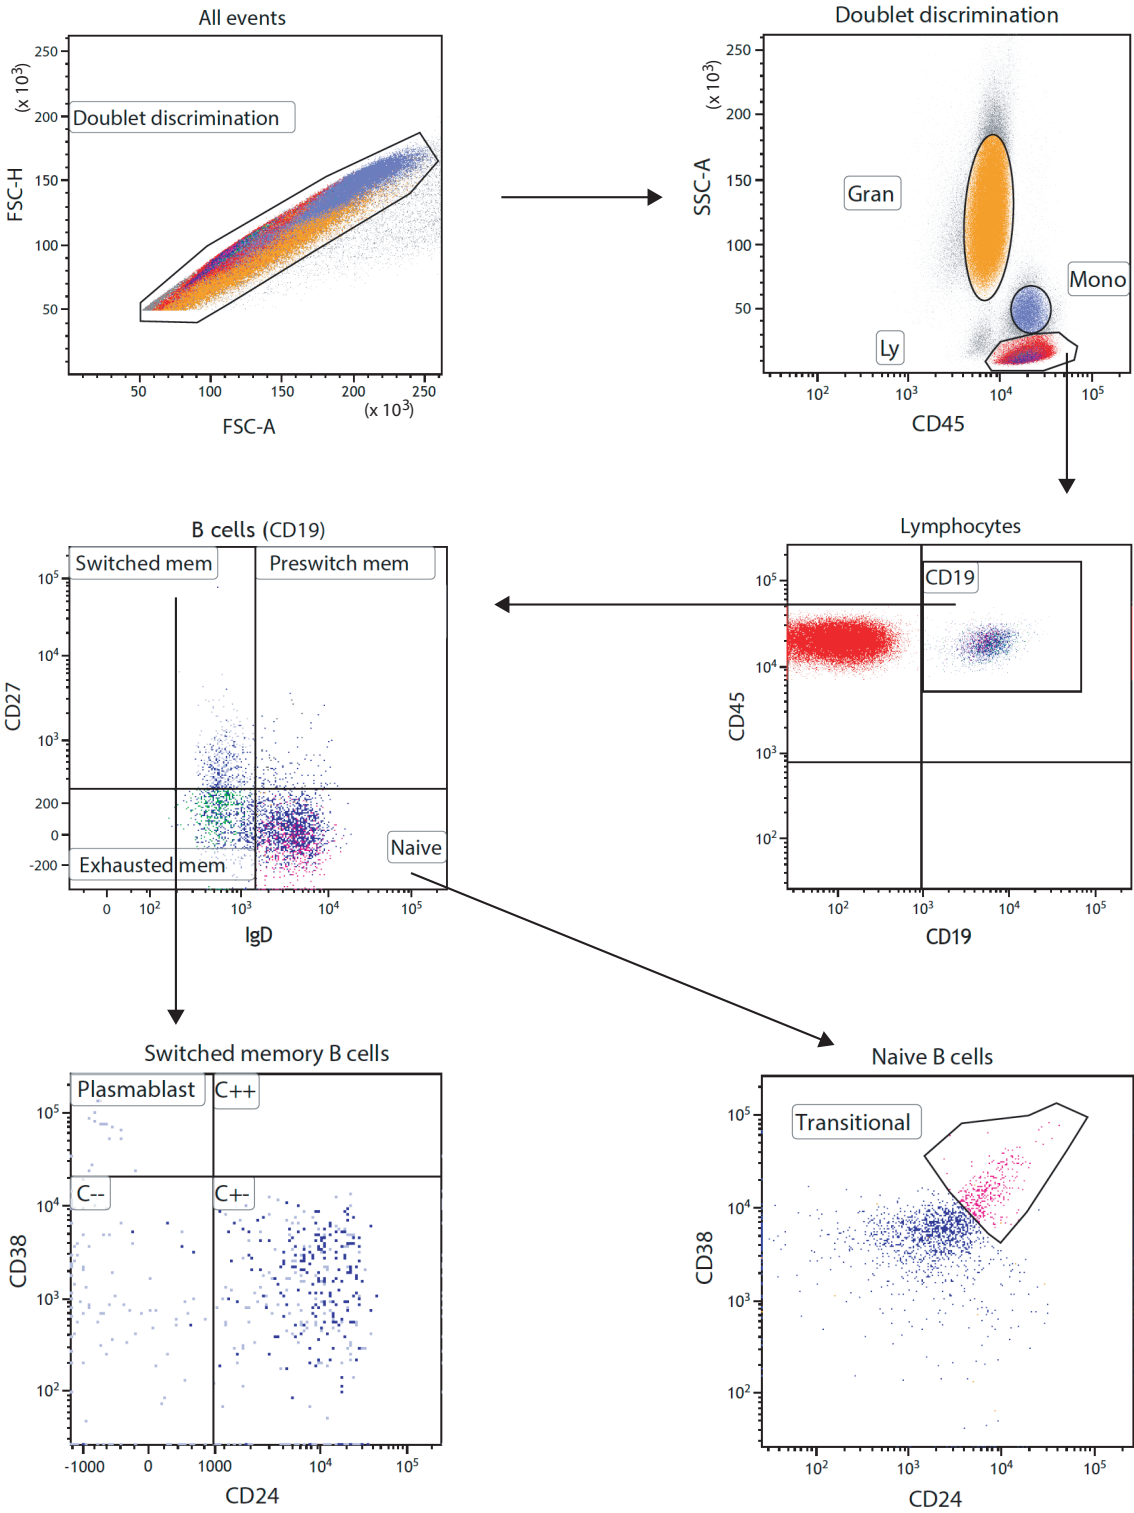 All events
(x 10³)
FSC-H
250
200
150
100
50
Doublet discrimination
50 100 150 200 250
(x 10³)
FSC-A
Doublet discrimination
(x 10³)
SSC-A
250
200
150
100
50
Gran
Mono
Ly
10² 10³ 10⁴ 10⁵
CD45
B cells (CD19)
Switched mem
Preswitch mem
CD27
10⁵
10⁴
10³
200
0
-200
Naive
Exhausted mem
0 10² 10³ 10⁴ 10⁵
IgD
Lymphocytes
CD19
CD45
10⁵
10⁴
10³
10²
10² 10³ 10⁴ 10⁵
CD19
Switched memory B cells
Plasmablast
C++
C--
C+-
CD38
10⁵
10⁴
10³
10²
-1000 0 1000 10⁴ 10⁵
CD24
Naive B cells
Transitional
CD38
10⁵
10⁴
10³
10²
10² 10³ 10⁴ 10⁵
CD24